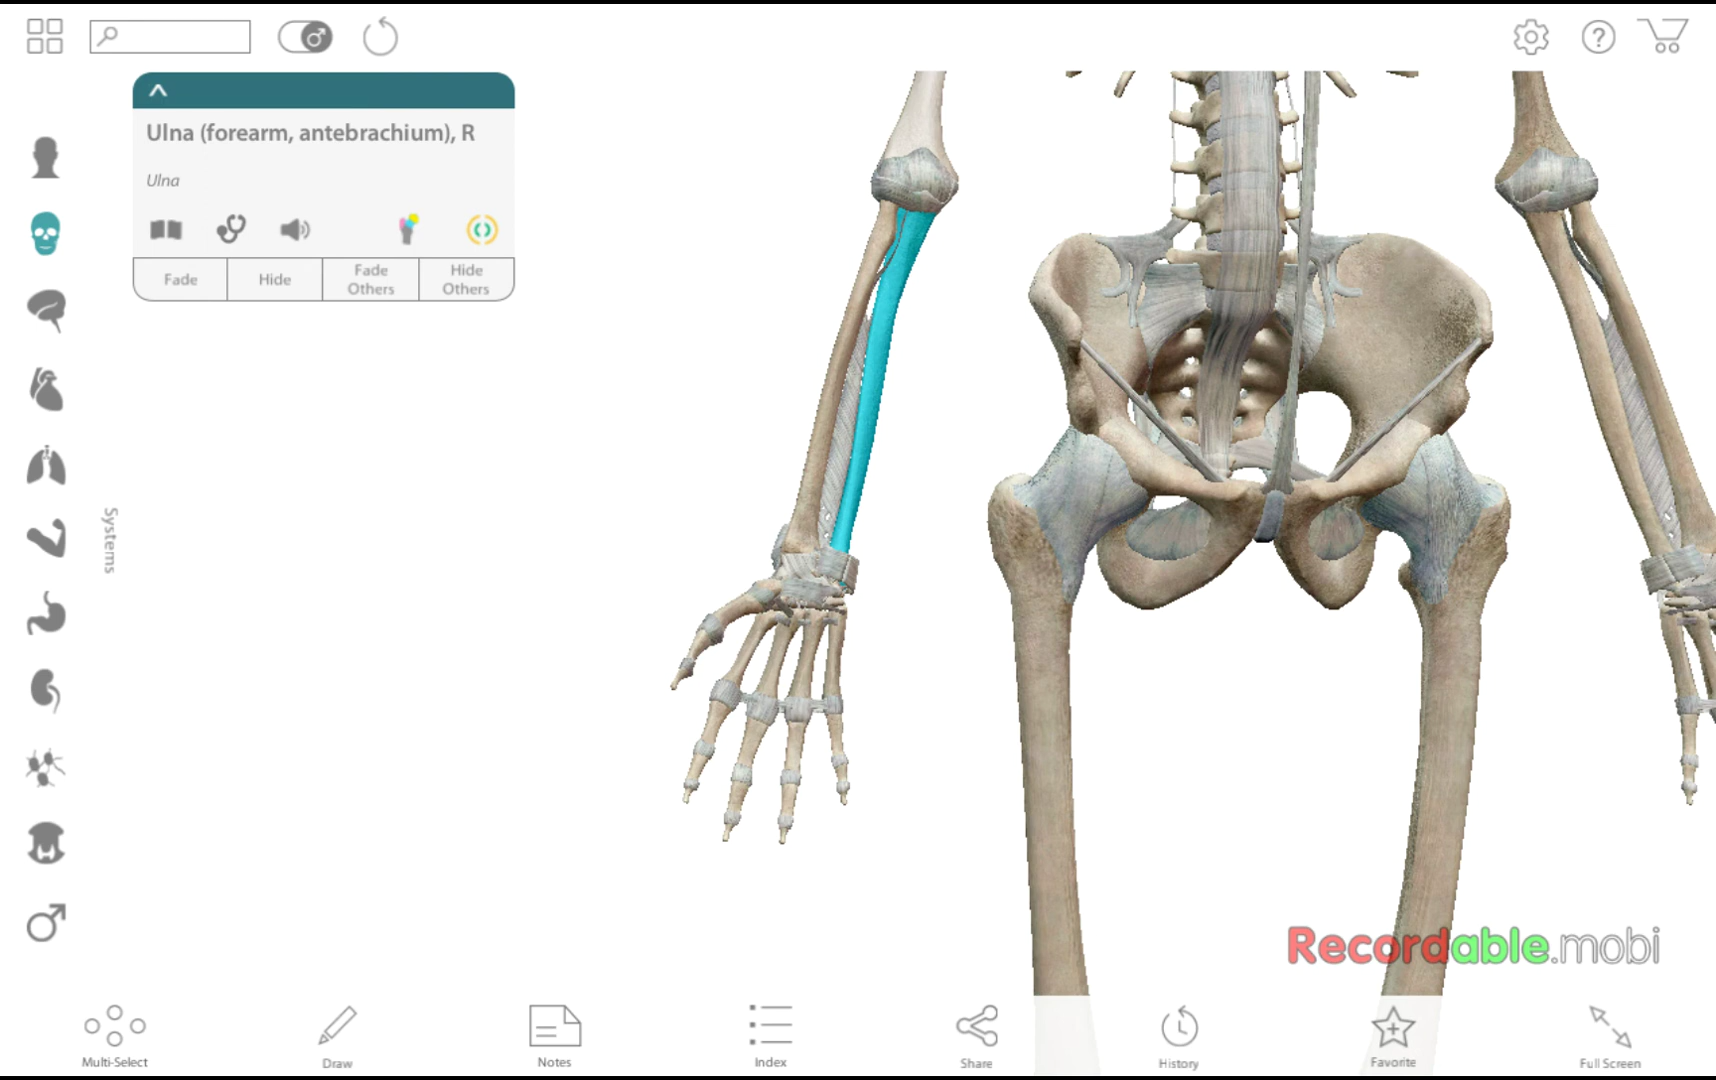 Ulna (forearm, antebrachium), R
Ulna
Fade
Hide
Fade
Others
Hide
Others
Systems
Recordable.mobi
Multi-Select
Draw
Notes
Index
Share
History
Favorite
Full Screen